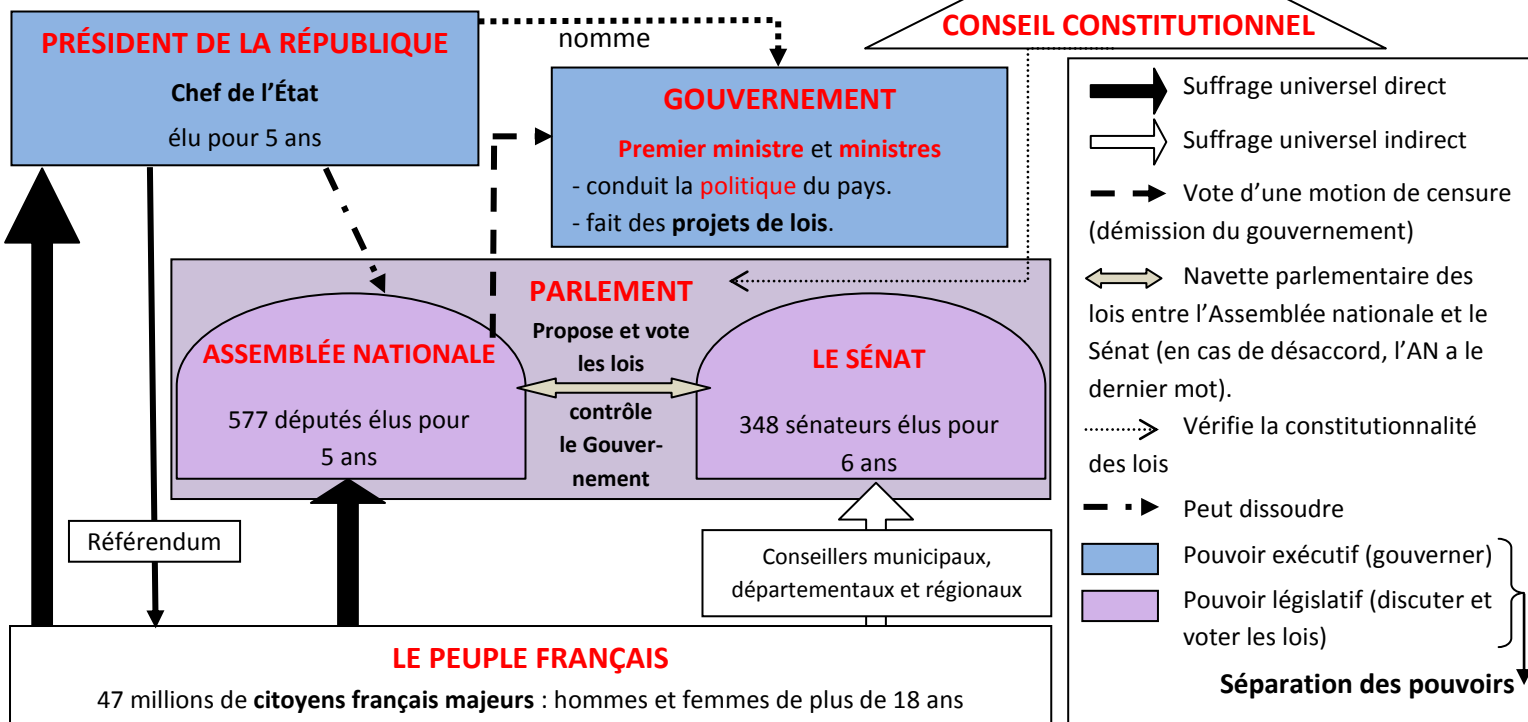 PRÉSIDENT DE LA RÉPUBLIQUE
Chef de l'État
élu pour 5 ans
nomme
CONSEIL CONSTITUTIONNEL
GOUVERNEMENT
Premier ministre et ministres
- conduit la politique du pays.
- fait des projets de lois.
PARLEMENT
Propose et vote
les lois
contrôle
le Gouver-
nement
ASSEMBLÉE NATIONALE
577 députés élus pour
5 ans
LE SÉNAT
348 sénateurs élus pour
6 ans
Référendum
Conseillers municipaux,
départementaux et régionaux
LE PEUPLE FRANÇAIS
47 millions de citoyens français majeurs : hommes et femmes de plus de 18 ans
Suffrage universel direct
Suffrage universel indirect
Vote d'une motion de censure
(démission du gouvernement)
Navette parlementaire des
lois entre l'Assemblée nationale et le
Sénat (en cas de désaccord, l'AN a le
dernier mot).
Vérifie la constitutionnalité
des lois
Peut dissoudre
Pouvoir exécutif (gouverner)
Pouvoir législatif (discuter et
voter les lois)
Séparation des pouvoirs